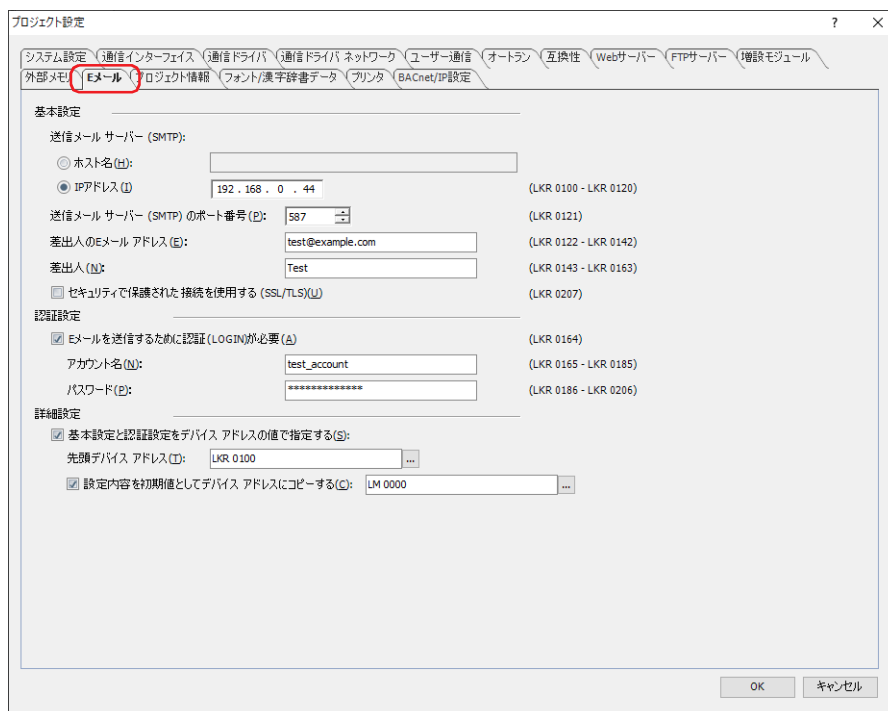 プロジェクト設定 ? ×
システム設定 通信インターフェイス 通信ドライバ 通信ドライバ ネットワーク ユーザー通信 オートラン 互換性 Webサーバー FTPサーバー 増設モジュール
外部メモリ Eメール プロジェクト情報 フォント/漢字辞書データ プリンタ BACnet/IP設定
基本設定
送信メール サーバー (SMTP):
ホスト名(H):
IPアドレス(I) 192 . 168 . 0 . 44 (LKR 0100 - LKR 0120)
送信メール サーバー (SMTP) のポート番号(P): 587 (LKR 0121)
差出人のEメール アドレス(E): test@example.com (LKR 0122 - LKR 0142)
差出人(N): Test (LKR 0143 - LKR 0163)
セキュリティで保護された接続を使用する (SSL/TLS)(U) (LKR 0207)
認証設定
Eメールを送信するために認証(LOGIN)が必要(A) (LKR 0164)
アカウント名(N): test_account (LKR 0165 - LKR 0185)
パスワード(P): ************* (LKR 0186 - LKR 0206)
詳細設定
基本設定と認証設定をデバイス アドレスの値で指定する(S):
先頭デバイス アドレス(T): LKR 0100 ...
設定内容を初期値としてデバイス アドレスにコピーする(C): LM 0000 ...
OK キャンセル